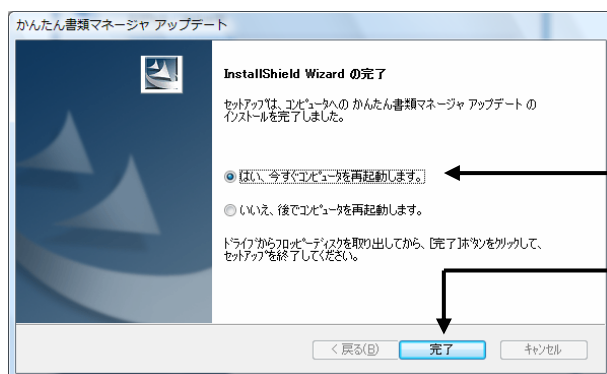 かんたん書類マネージャ アップデート
InstallShield Wizard の完了
セットアップは、コンピュータへの かんたん書類マネージャ アップデート の
インストールを完了しました。
はい、今すぐコンピュータを再起動します。
いいえ、後でコンピュータを再起動します。
ドライブからフロッピーディスクを取り出してから、[完了]ボタンをクリックして、
セットアップを終了してください。
< 戻る(B)
完了
キャンセル